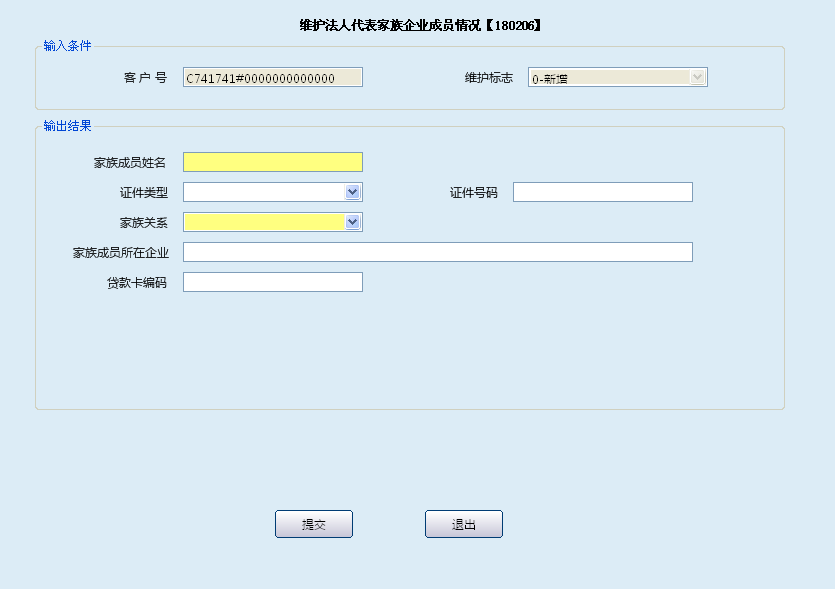 维护法人代表家族企业成员情况【180206】
输入条件
客 户 号 C741741#0000000000000 维护标志 0-新增
输出结果
家族成员姓名
证件类型 证件号码
家族关系
家族成员所在企业
贷款卡编码
提交 退出